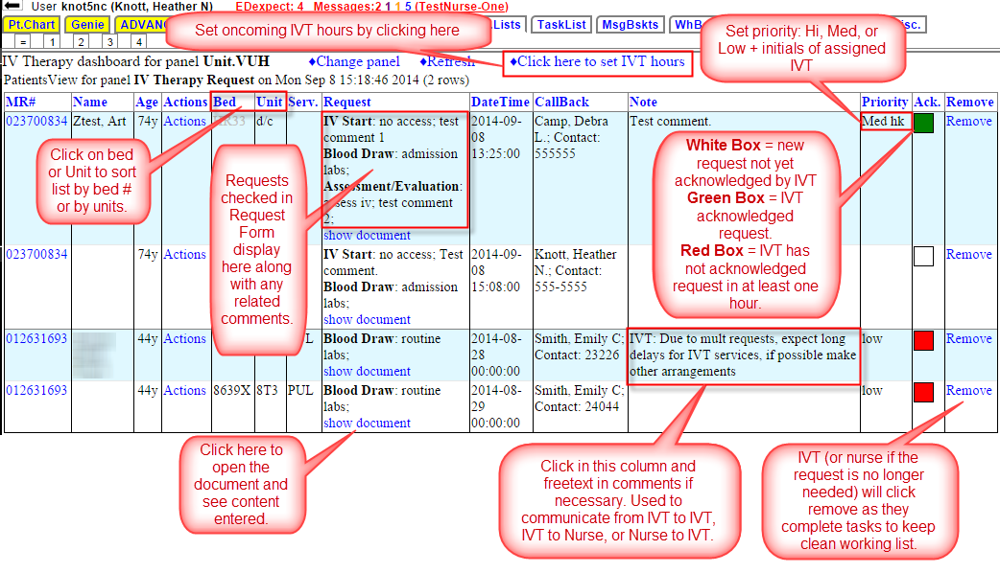 User knot5nc (Knott, Heather N) EDexpect: 4 Messages:2 1 1 5 (TestNurse-One)
Pt.Chart Genie ADVANC Lists TaskList MsgBskts WhB sc.
= 1 2 3 4
Set oncoming IVT hours by clicking here
Set priority: Hi, Med, or
Low + initials of assigned
IVT
IV Therapy dashboard for panel Unit.VUH ♦Change panel ♦Refresh ♦Click here to set IVT hours
PatientsView for panel IV Therapy Request on Mon Sep 8 15:18:46 2014 (2 rows)
MR# Name Age Actions Bed Unit Serv. Request DateTime CallBack Note Priority Ack. Remove
023700834 Ztest, Art 74y Actions d/c IV Start: no access; test 2014-09- Camp, Debra Test comment. Med hk Remove
comment 1 08 L.; Contact:
Blood Draw: admission 13:25:00 555555
labs;
Assessment/Evaluation:
assess iv; test comment
2;
show document
Click on bed
or Unit to sort
list by bed #
or by units.
Requests
checked in
Request
Form
display
here along
with any
related
comments.
White Box = new
request not yet
acknowledged by IVT
Green Box = IVT
acknowledged
request.
Red Box = IVT has
not acknowledged
request in at least one
hour.
023700834 74y Actions IV Start: no access; Test 2014-09- Knott, Heather Remove
comment. 08 N.; Contact:
Blood Draw: admission 15:08:00 555-5555
labs;
show document
012631693 44y Actions L Blood Draw: routine 2014-08- Smith, Emily C; IVT: Due to mult requests, expect long low Remove
labs; 28 Contact: 23226 delays for IVT services, if possible make
show document 00:00:00 other arrangements
012631693 44y Actions 8639X 8T3 PUL Blood Draw: routine 2014-08- Smith, Emily C; low Remove
labs; 29 Contact: 24044
show document 00:00:00
Click here to
open the
document and
see content
entered.
Click in this column and
freetext in comments if
necessary. Used to
communicate from IVT to IVT,
IVT to Nurse, or Nurse to IVT.
IVT (or nurse if the
request is no longer
needed) will click
remove as they
complete tasks to keep
clean working list.